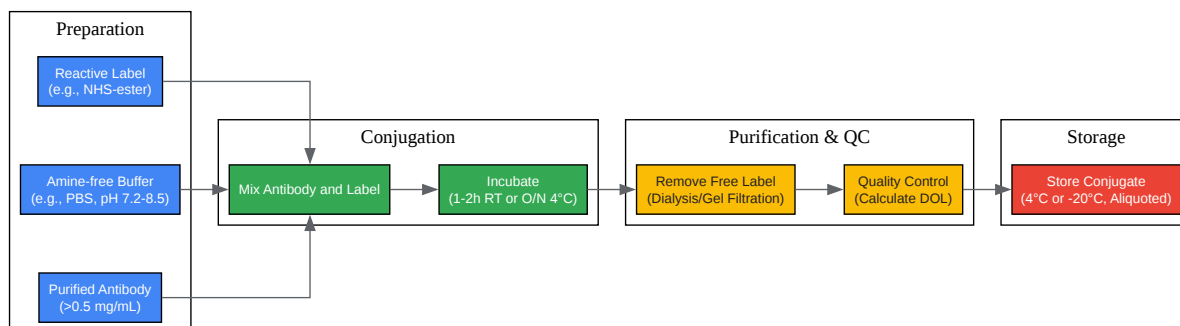 Preparation
Reactive Label
(e.g., NHS-ester)
Amine-free Buffer
(e.g., PBS, pH 7.2-8.5)
Purified Antibody
(>0.5 mg/mL)
Conjugation
Mix Antibody and Label
Incubate
(1-2h RT or O/N 4°C)
Purification & QC
Remove Free Label
(Dialysis/Gel Filtration)
Quality Control
(Calculate DOL)
Storage
Store Conjugate
(4°C or -20°C, Aliquoted)